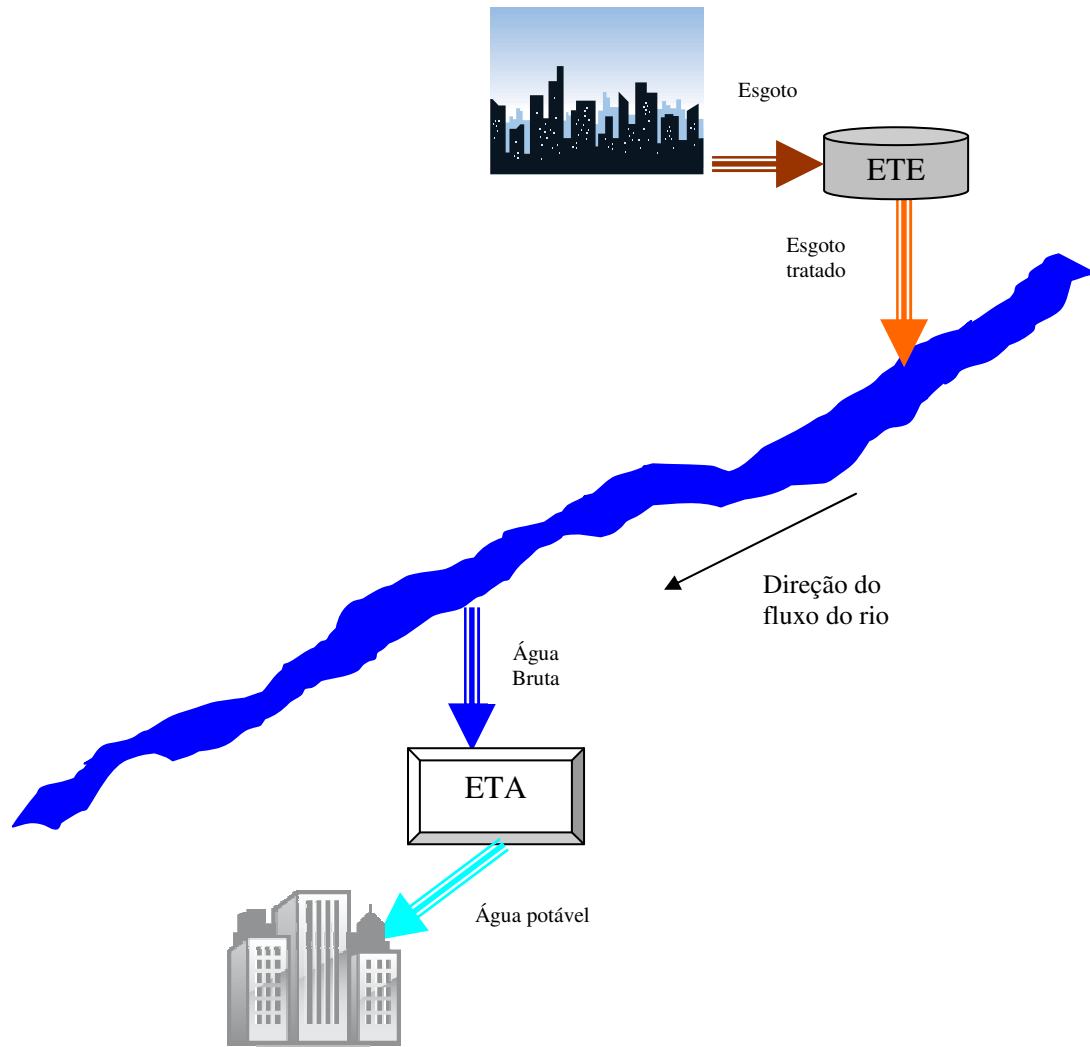 Esgoto
ETE
Esgoto
tratado
Direção do
fluxo do rio
Água
Bruta
ETA
Água potável